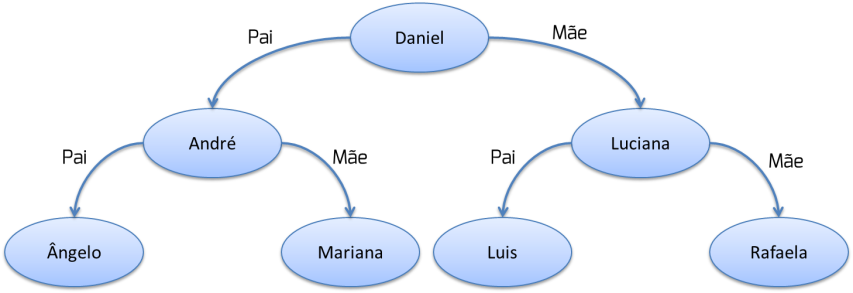 Daniel
Pai
Mãe
André
Luciana
Pai
Mãe
Pai
Mãe
Ângelo
Mariana
Luis
Rafaela